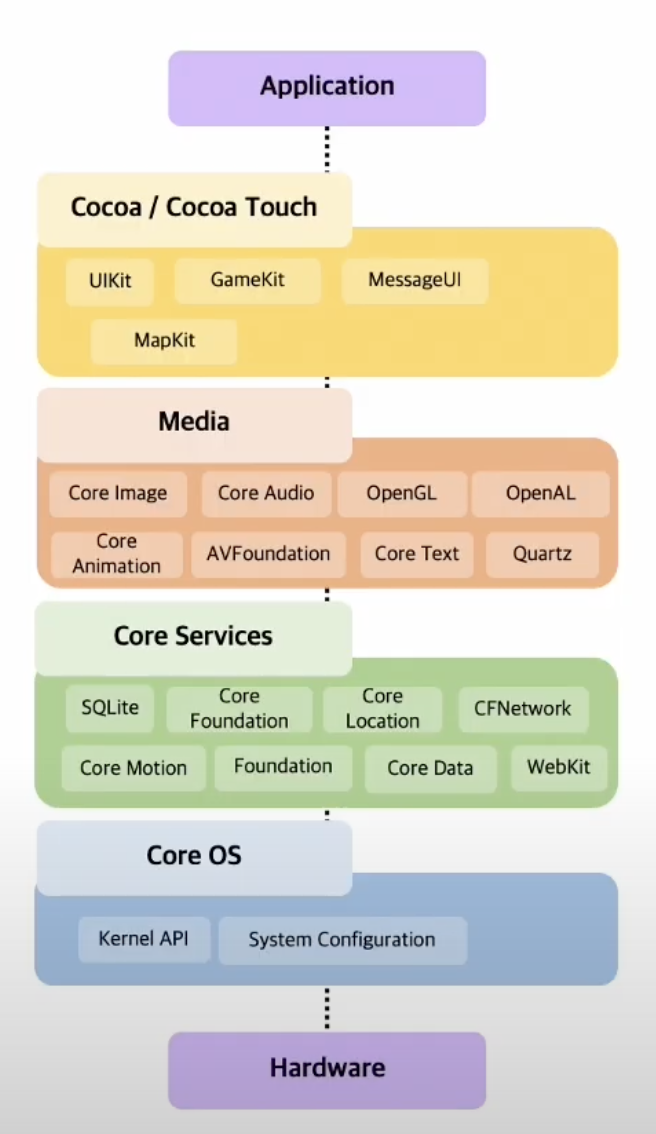 Application
Cocoa / Cocoa Touch
UIKit
GameKit
MessageUI
MapKit
Media
Core Image
Core Audio
OpenGL
OpenAL
Core
Animation
AVFoundation
Core Text
Quartz
Core Services
SQLite
Core
Foundation
Core
Location
CFNetwork
Core Motion
Foundation
Core Data
WebKit
Core OS
Kernel API
System Configuration
Hardware